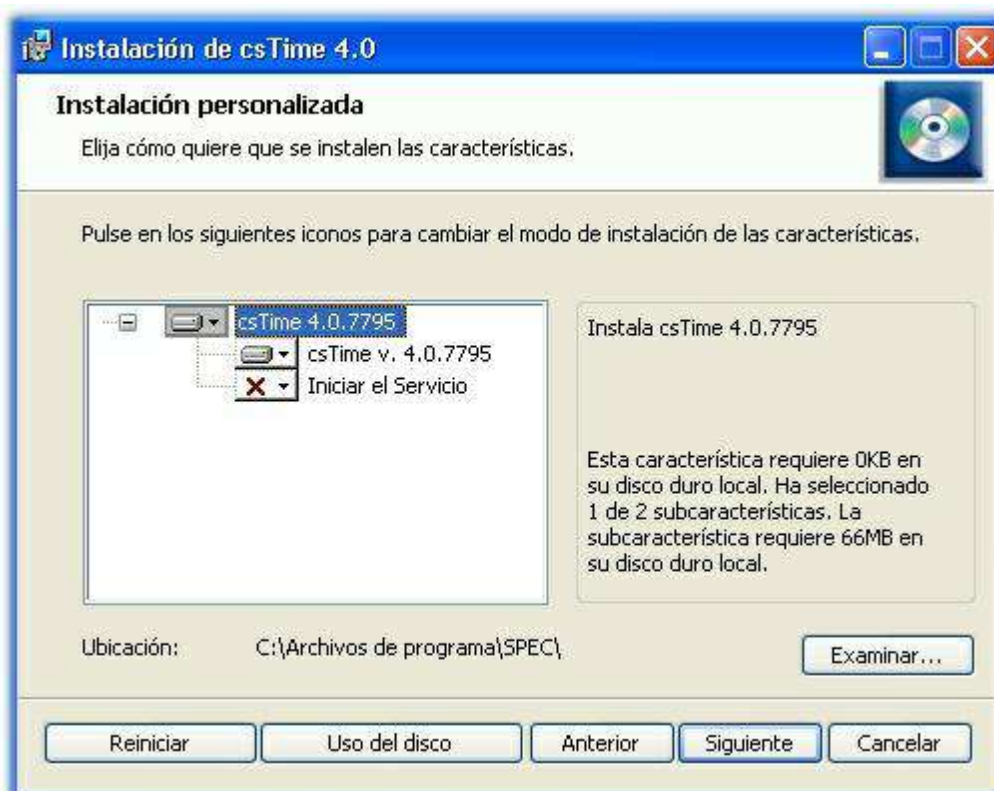 Instalación de csTime 4.0
Instalación personalizada
Elija cómo quiere que se instalen las características.
Pulse en los siguientes iconos para cambiar el modo de instalación de las características.
csTime 4.0.7795
csTime v. 4.0.7795
Iniciar el Servicio
Instala csTime 4.0.7795
Esta característica requiere 0KB en
su disco duro local. Ha seleccionado
1 de 2 subcaracterísticas. La
subcaracterística requiere 66MB en
su disco duro local.
Ubicación: C:\Archivos de programa\SPEC\
Examinar...
Reiniciar Uso del disco Anterior Siguiente Cancelar